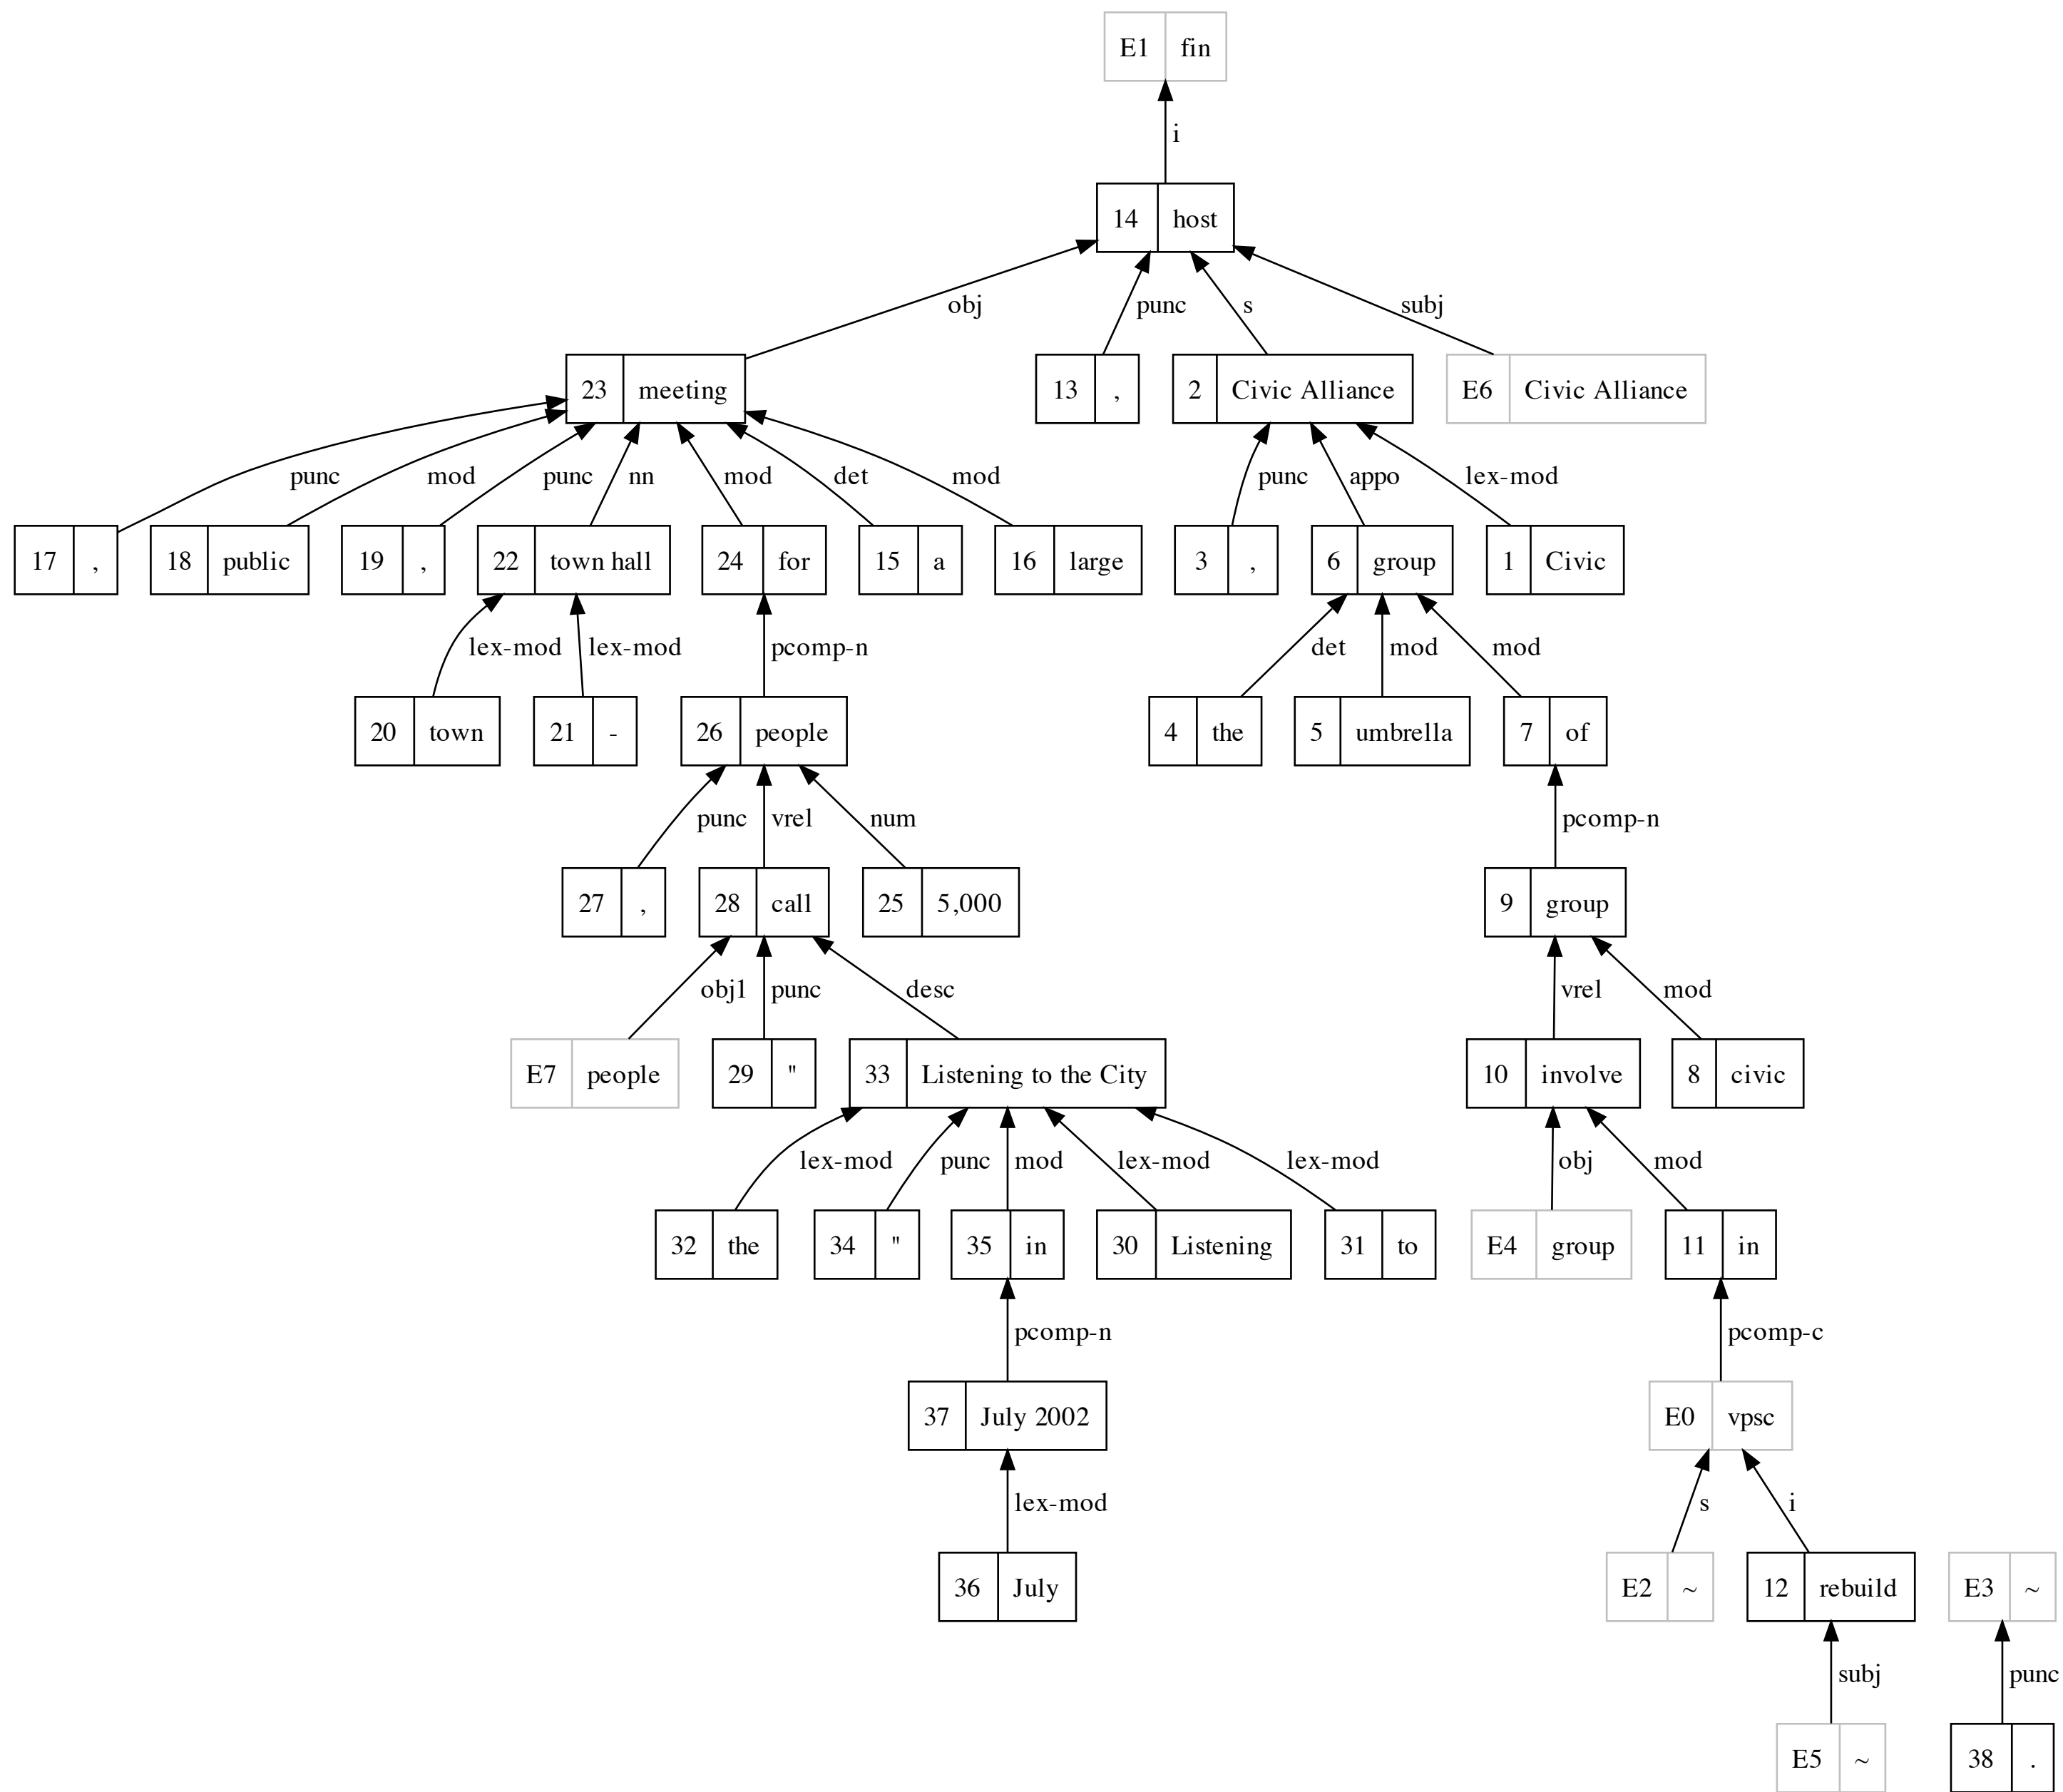 E1 fin
i
14 host
obj punc s subj
23 meeting 13 , 2 Civic Alliance E6 Civic Alliance
punc mod punc nn mod det mod punc appo lex-mod
17 , 18 public 19 , 22 town hall 24 for 15 a 16 large 3 , 6 group 1 Civic
lex-mod lex-mod pcomp-n det mod mod
20 town 21 - 26 people 4 the 5 umbrella 7 of
punc vrel num pcomp-n
27 , 28 call 25 5,000 9 group
obj1 punc desc vrel mod
E7 people 29 " 33 Listening to the City 10 involve 8 civic
lex-mod punc mod lex-mod lex-mod obj mod
32 the 34 " 35 in 30 Listening 31 to E4 group 11 in
pcomp-n pcomp-c
37 July 2002 E0 vpsc
lex-mod s i
36 July E2 ~ 12 rebuild E3 ~
subj punc
E5 ~ 38 .